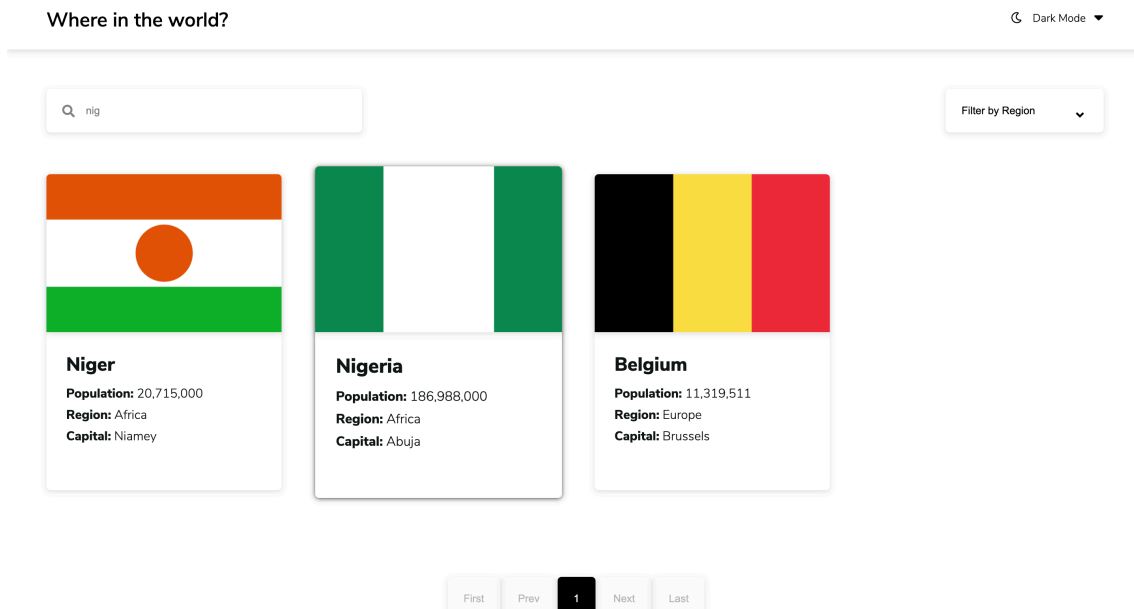 Where in the world?
Dark Mode
nig
Filter by Region
Niger
Population: 20,715,000
Region: Africa
Capital: Niamey
Nigeria
Population: 186,988,000
Region: Africa
Capital: Abuja
Belgium
Population: 11,319,511
Region: Europe
Capital: Brussels
First Prev 1 Next Last